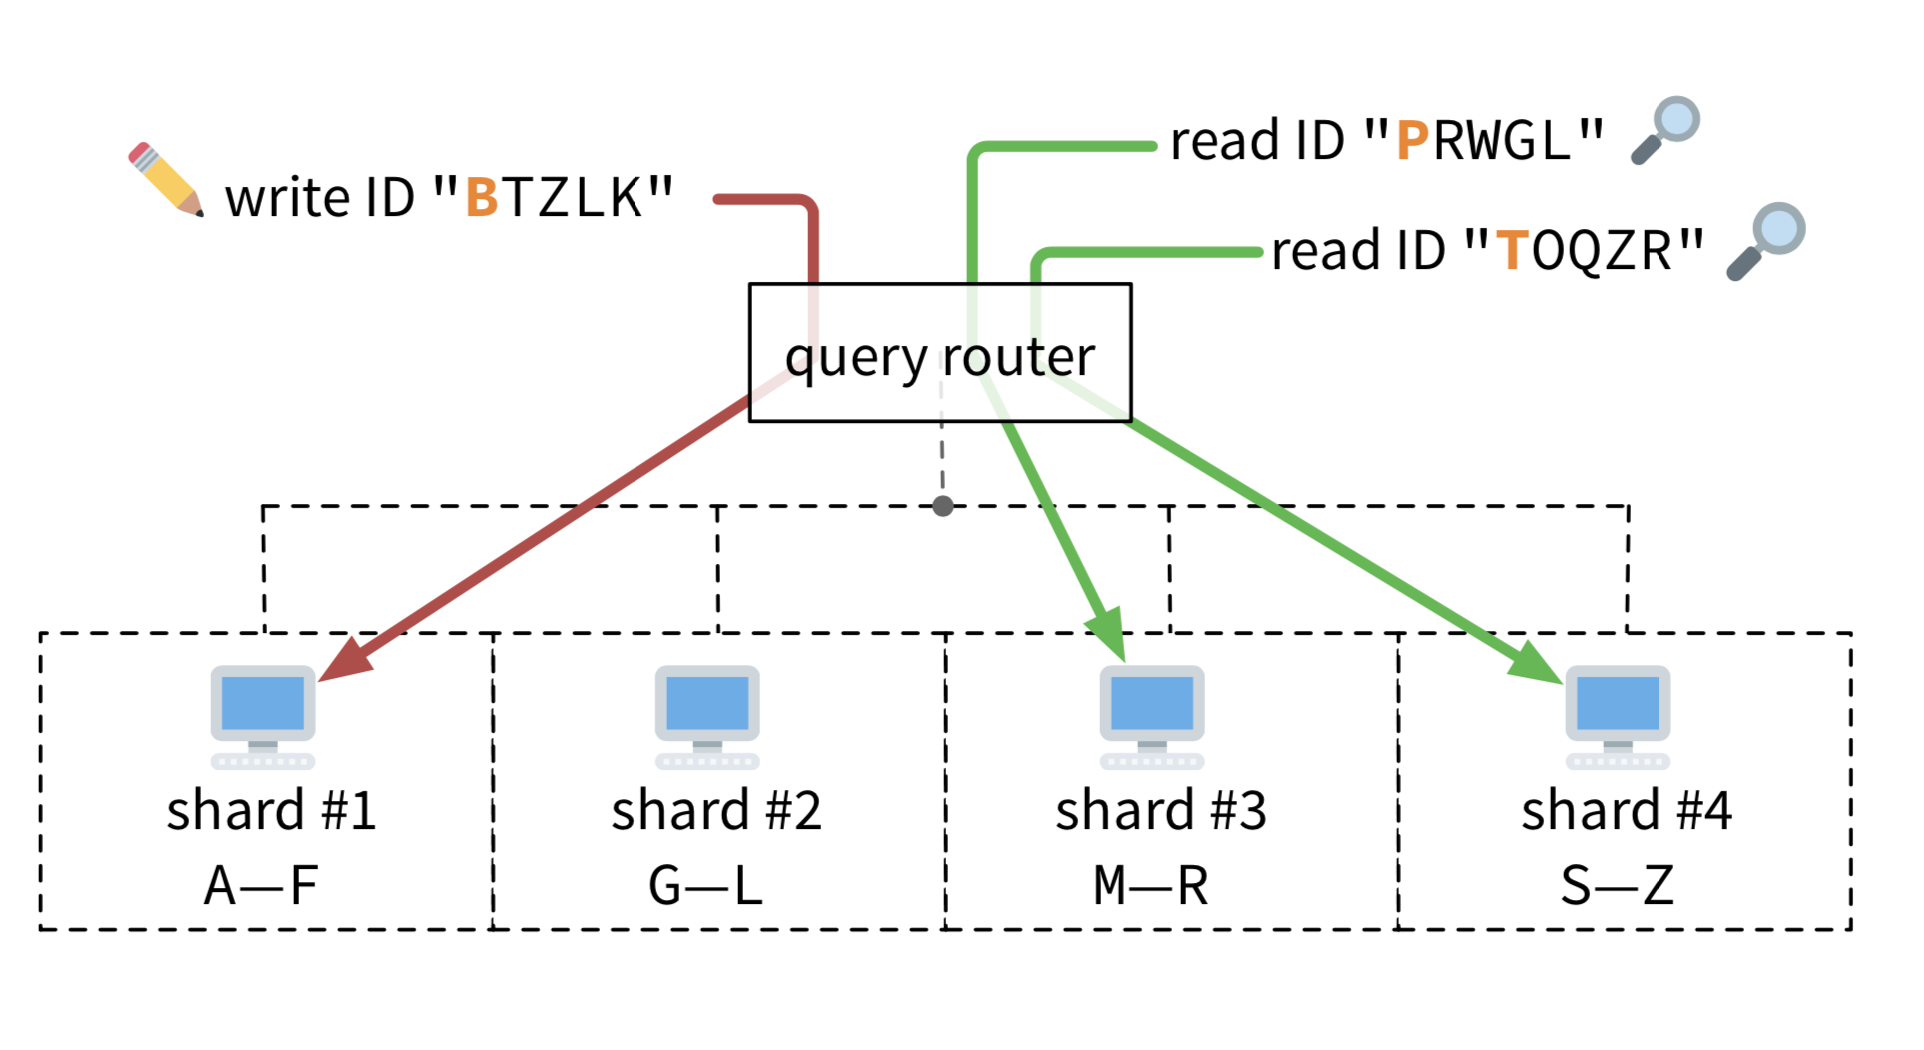 write ID "BTZLK"
read ID "PRWGL"
read ID "TOQZR"
query router
shard #1
A—F
shard #2
G—L
shard #3
M—R
shard #4
S—Z